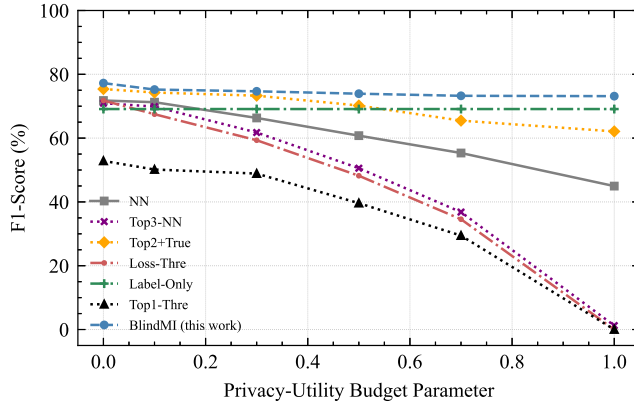 100
80
60
40
20
0
F1-Score (%)
NN
Top3-NN
Top2+True
Loss-Thre
Label-Only
Top1-Thre
BlindMI (this work)
0.0 0.2 0.4 0.6 0.8 1.0
Privacy-Utility Budget Parameter